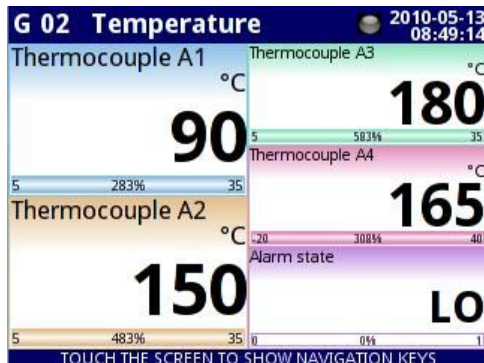 G 02 Temperature
2010-05-13
08:49:14
Thermocouple A1
°C
90
5 283% 35
Thermocouple A2
°C
150
5 483% 35
Thermocouple A3
°C
180
5 583% 35
Thermocouple A4
°C
165
-20 308% 40
Alarm state
LO
0 0% 1
TOUCH THE SCREEN TO SHOW NAVIGATION KEYS